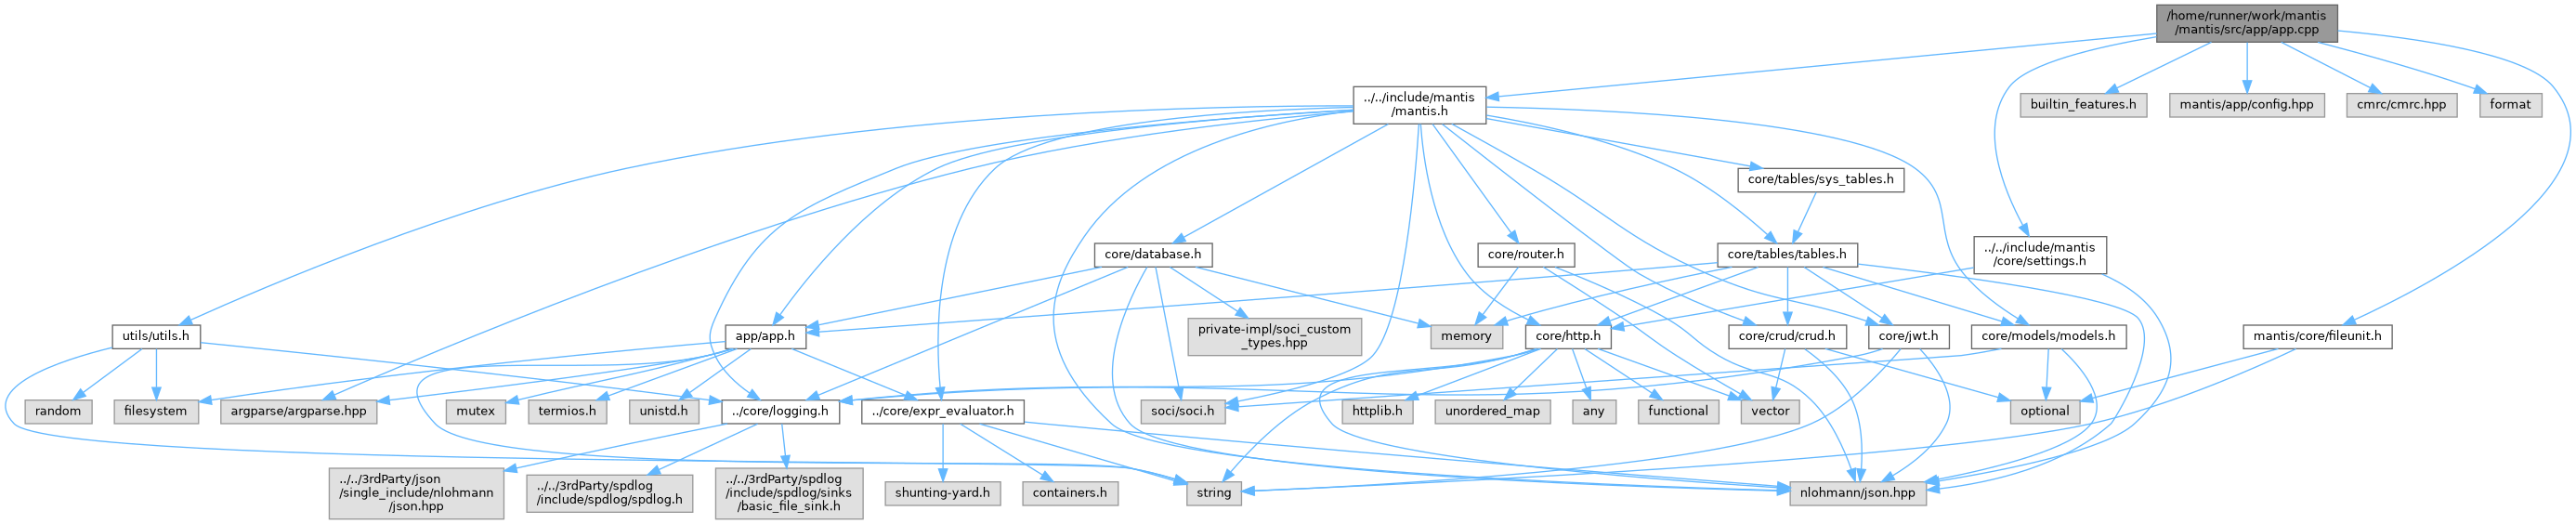 /home/runner/work/mantis
/mantis/src/app/app.cpp
../../include/mantis
/mantis.h
builtin_features.h
mantis/app/config.hpp
cmrc/cmrc.hpp
format
core/tables/sys_tables.h
core/database.h
core/router.h
core/tables/tables.h
../../include/mantis
/core/settings.h
utils/utils.h
app/app.h
private-impl/soci_custom
_types.hpp
memory
core/http.h
core/crud/crud.h
core/jwt.h
core/models/models.h
mantis/core/fileunit.h
random
filesystem
argparse/argparse.hpp
mutex
termios.h
unistd.h
../core/logging.h
../core/expr_evaluator.h
soci/soci.h
httplib.h
unordered_map
any
functional
vector
optional
../../3rdParty/json
/single_include/nlohmann
/json.hpp
../../3rdParty/spdlog
/include/spdlog/spdlog.h
../../3rdParty/spdlog
/include/spdlog/sinks
/basic_file_sink.h
shunting-yard.h
containers.h
string
nlohmann/json.hpp